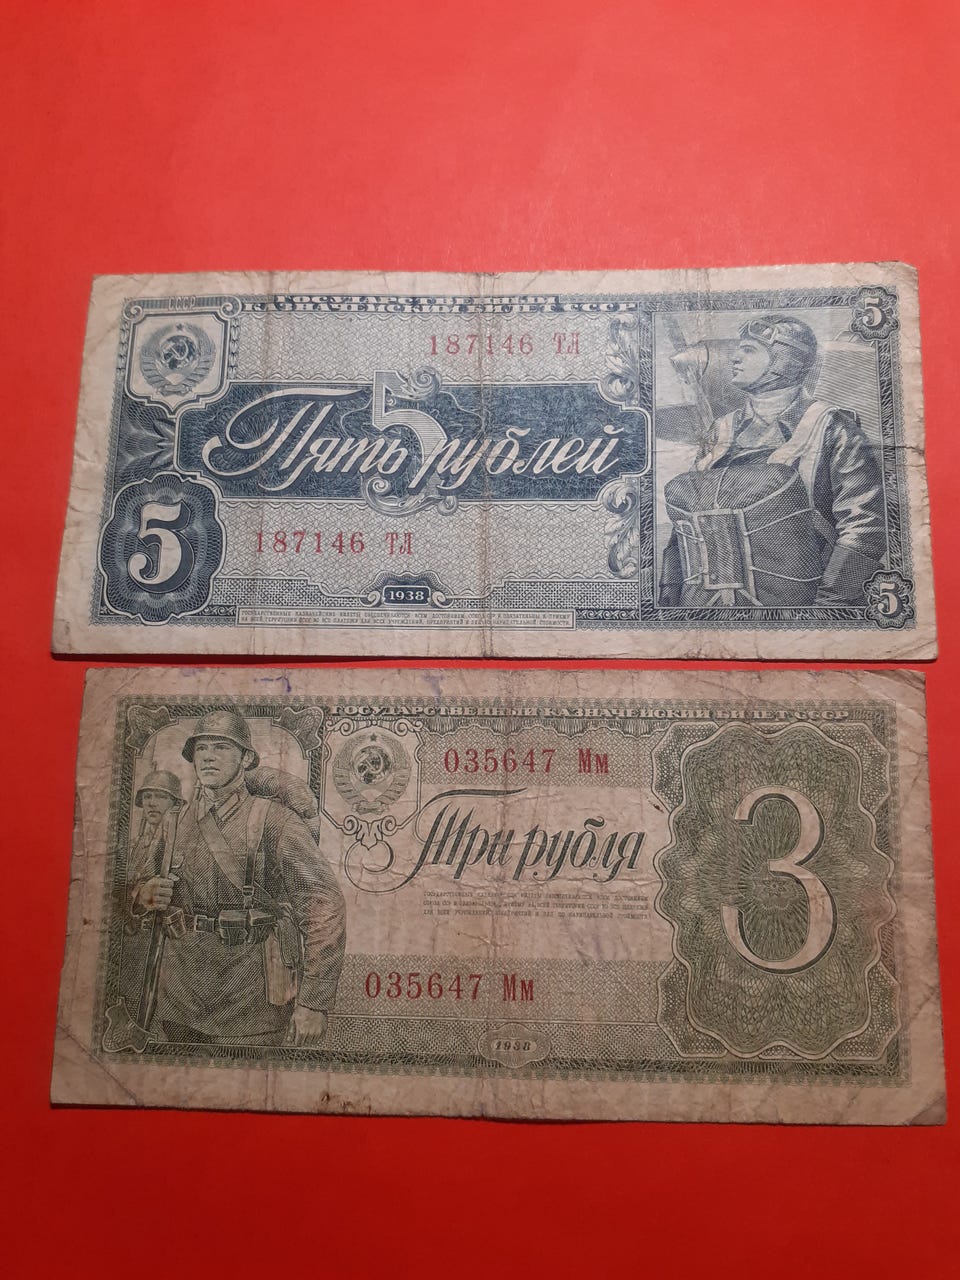 СССР
ГОСУДАРСТВЕННЫЙ
КАЗНАЧЕЙСКИЙ БИЛЕТ СССР
5
187146 ТЛ
5
Пять рублей
5
187146 ТЛ
1938
5
ГОСУДАРСТВЕННЫЙ КАЗНАЧЕЙСКИЙ БИЛЕТ СССР
035647 Мм
Три рубля
3
035647 Мм
1938